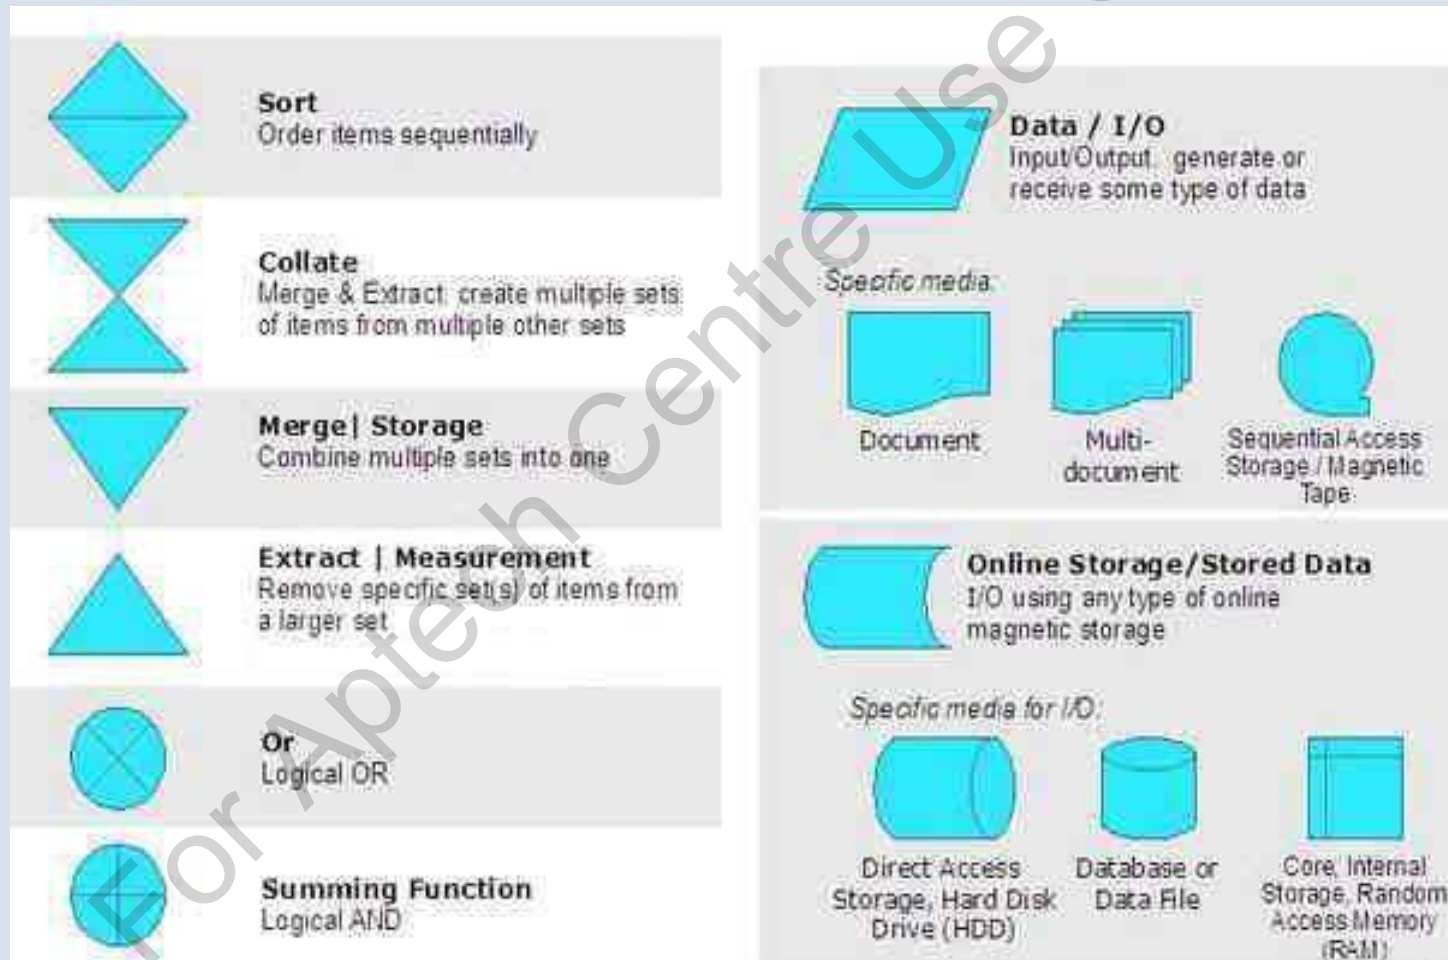 Sort
Order items sequentially
Collate
Merge & Extract: create multiple sets
of items from multiple other sets
Merge| Storage
Combine multiple sets into one
Extract | Measurement
Remove specific set(s) of items from
a larger set
Or
Logical OR
Summing Function
Logical AND
Data / I/O
Input/Output: generate or
receive some type of data
Specific media:
Document
Multi-
document
Sequential Access
Storage / Magnetic
Tape
Online Storage/Stored Data
I/O using any type of online
magnetic storage
Specific media for I/O:
Direct Access
Storage, Hard Disk
Drive (HDD)
Database or
Data File
Core, Internal
Storage, Random
Access Memory
(RAM)
For Aptech Centre Use